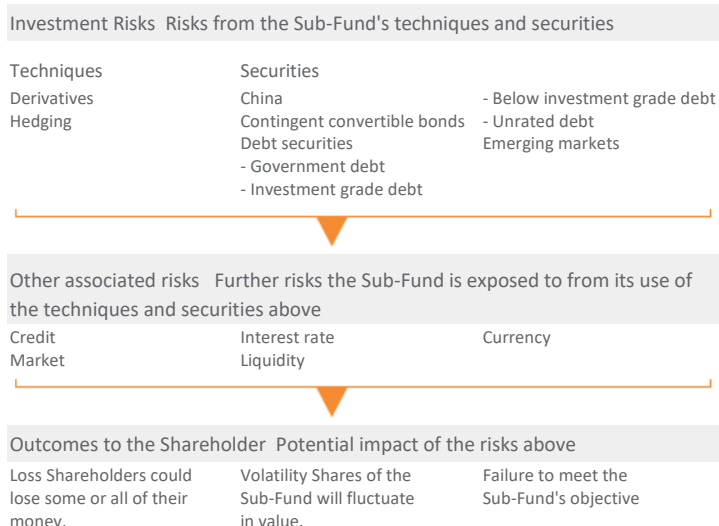 Investment Risks Risks from the Sub-Fund's techniques and securities
Techniques
Derivatives
Hedging
Securities
China
Contingent convertible bonds
Debt securities
- Government debt
- Investment grade debt
- Below investment grade debt
- Unrated debt
Emerging markets
Other associated risks Further risks the Sub-Fund is exposed to from its use of
the techniques and securities above
Credit
Market
Interest rate
Liquidity
Currency
Outcomes to the Shareholder Potential impact of the risks above
Loss Shareholders could
lose some or all of their
money.
Volatility Shares of the
Sub-Fund will fluctuate
in value.
Failure to meet the
Sub-Fund's objective